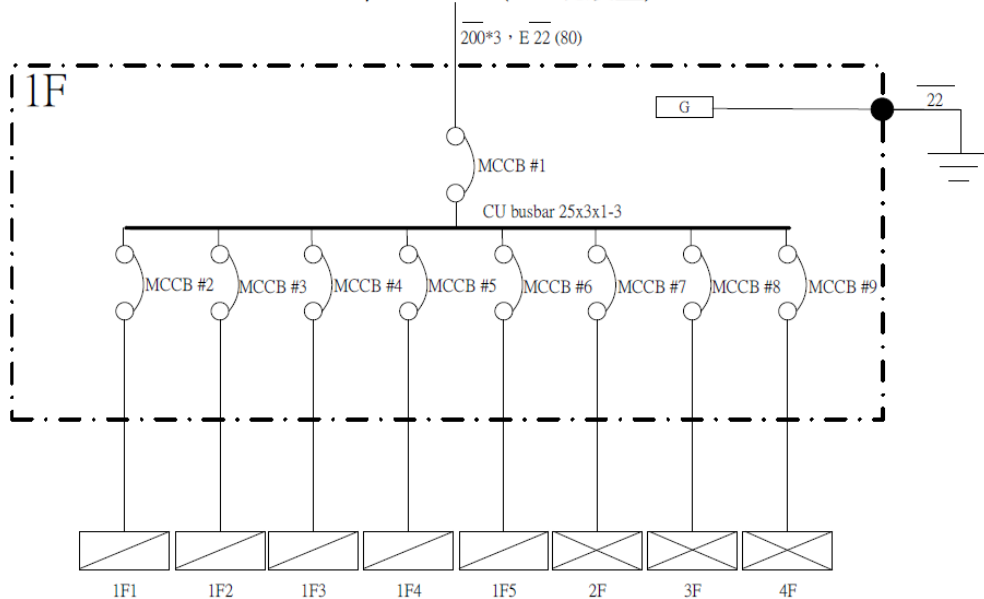 200*3，E 22 (80)
1F
G
22
MCCB #1
CU busbar 25x3x1-3
MCCB #2 MCCB #3 MCCB #4 MCCB #5 MCCB #6 MCCB #7 MCCB #8 MCCB #9
1F1 1F2 1F3 1F4 1F5 2F 3F 4F